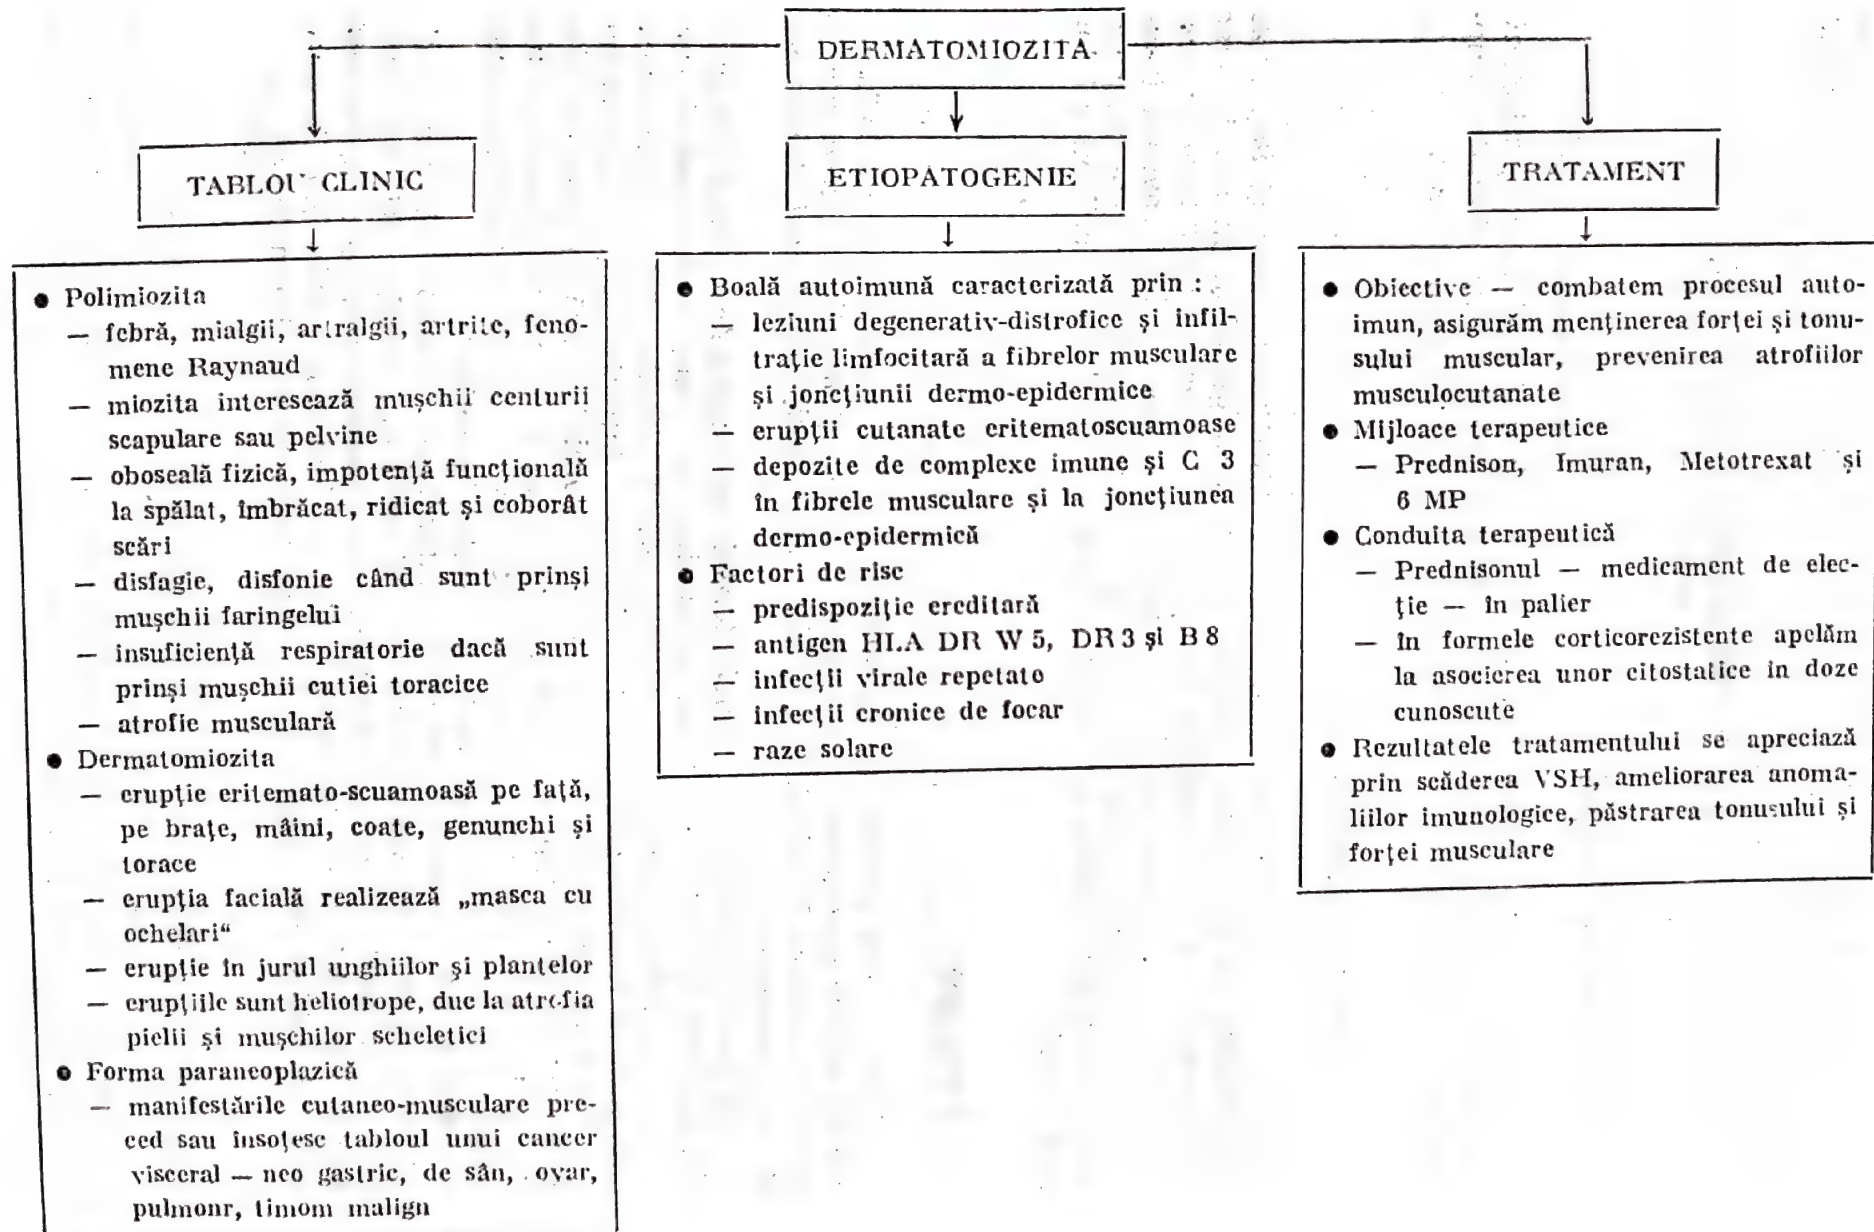 DERMATOMIOZITA
TABLOU CLINIC
● Polimiozita
— febră, mialgii, artralgii, artrite, feno-
mene Raynaud
— miozita interesează mușchii centurii
scapulare sau pelvine
— oboseală fizică, impotență funcțională
la spălat, îmbrăcat, ridicat și coborât
scări
— disfagie, disfonie când sunt prinși
mușchii faringelui
— insuficiență respiratorie dacă sunt
prinși mușchii cutiei toracice
— atrofie musculară
● Dermatomiozita
— erupție eritemato-scuamoasă pe față,
pe brațe, mâini, coate, genunchi și
torace
— erupția facială realizează „masca cu
ochelari“
— erupție în jurul unghiilor și plantelor
— erupțiile sunt heliotrope, duc la atrofia
pielii și mușchilor scheletici
● Forma paraneoplazică
— manifestările cutaneo-musculare pre-
ced sau însoțesc tabloul unui cancer
visceral — neo gastric, de sân, ovar,
pulmonr, timom malign
ETIOPATOGENIE
● Boală autoimună caracterizată prin :
— leziuni degenerativ-distrofice și infil-
trație limfocitară a fibrelor musculare
și joncțiunii dermo-epidermice
— erupții cutanate eritematoscuamoase
— depozite de complexe imune și C 3
în fibrele musculare și la joncțiunea
dermo-epidermică
● Factori de risc
— predispoziție ereditară
— antigen HLA DR W 5, DR 3 și B 8
— infecții virale repetate
— infecții cronice de focar
— raze solare
TRATAMENT
● Obiective — combatem procesul auto-
imun, asigurăm menținerea forței și tonu-
sului muscular, prevenirea atrofiilor
musculocutanate
● Mijloace terapeutice
— Prednison, Imuran, Metotrexat și
6 MP
● Conduita terapeutică
— Prednisonul — medicament de elec-
ție — în palier
— în formele corticorezistente apelăm
la asocierea unor citostatice în doze
cunoscute
● Rezultatele tratamentului se apreciază
prin scăderea VSH, ameliorarea anoma-
liilor imunologice, păstrarea tonusului și
forței musculare